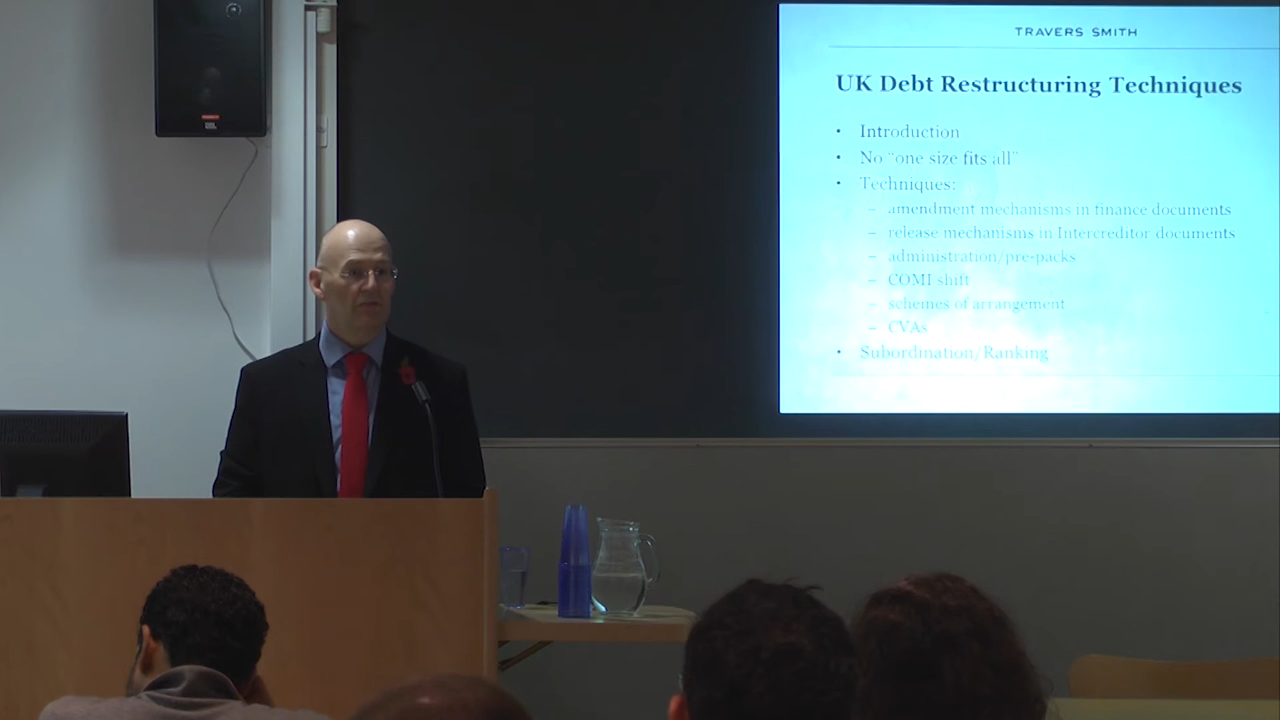 TRAVERS SMITH
UK Debt Restructuring Techniques
• Introduction
• No “one size fits all”
• Techniques:
– amendment mechanisms in finance documents
– release mechanisms in Intercreditor documents
– administration/pre-packs
– COMI shift
– schemes of arrangement
– CVAs
• Subordination/Ranking